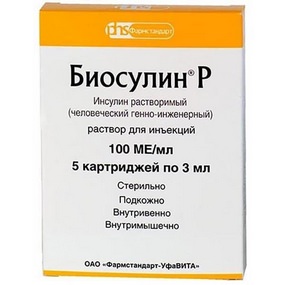 phs Фармстандарт
Биосулин® Р
Инсулин растворимый
(человеческий генно-инженерный)
раствор для инъекций
100 МЕ/мл
5 картриджей по 3 мл
Стерильно
Подкожно
Внутривенно
Внутримышечно
ОАО «Фармстандарт-УфаВИТА»